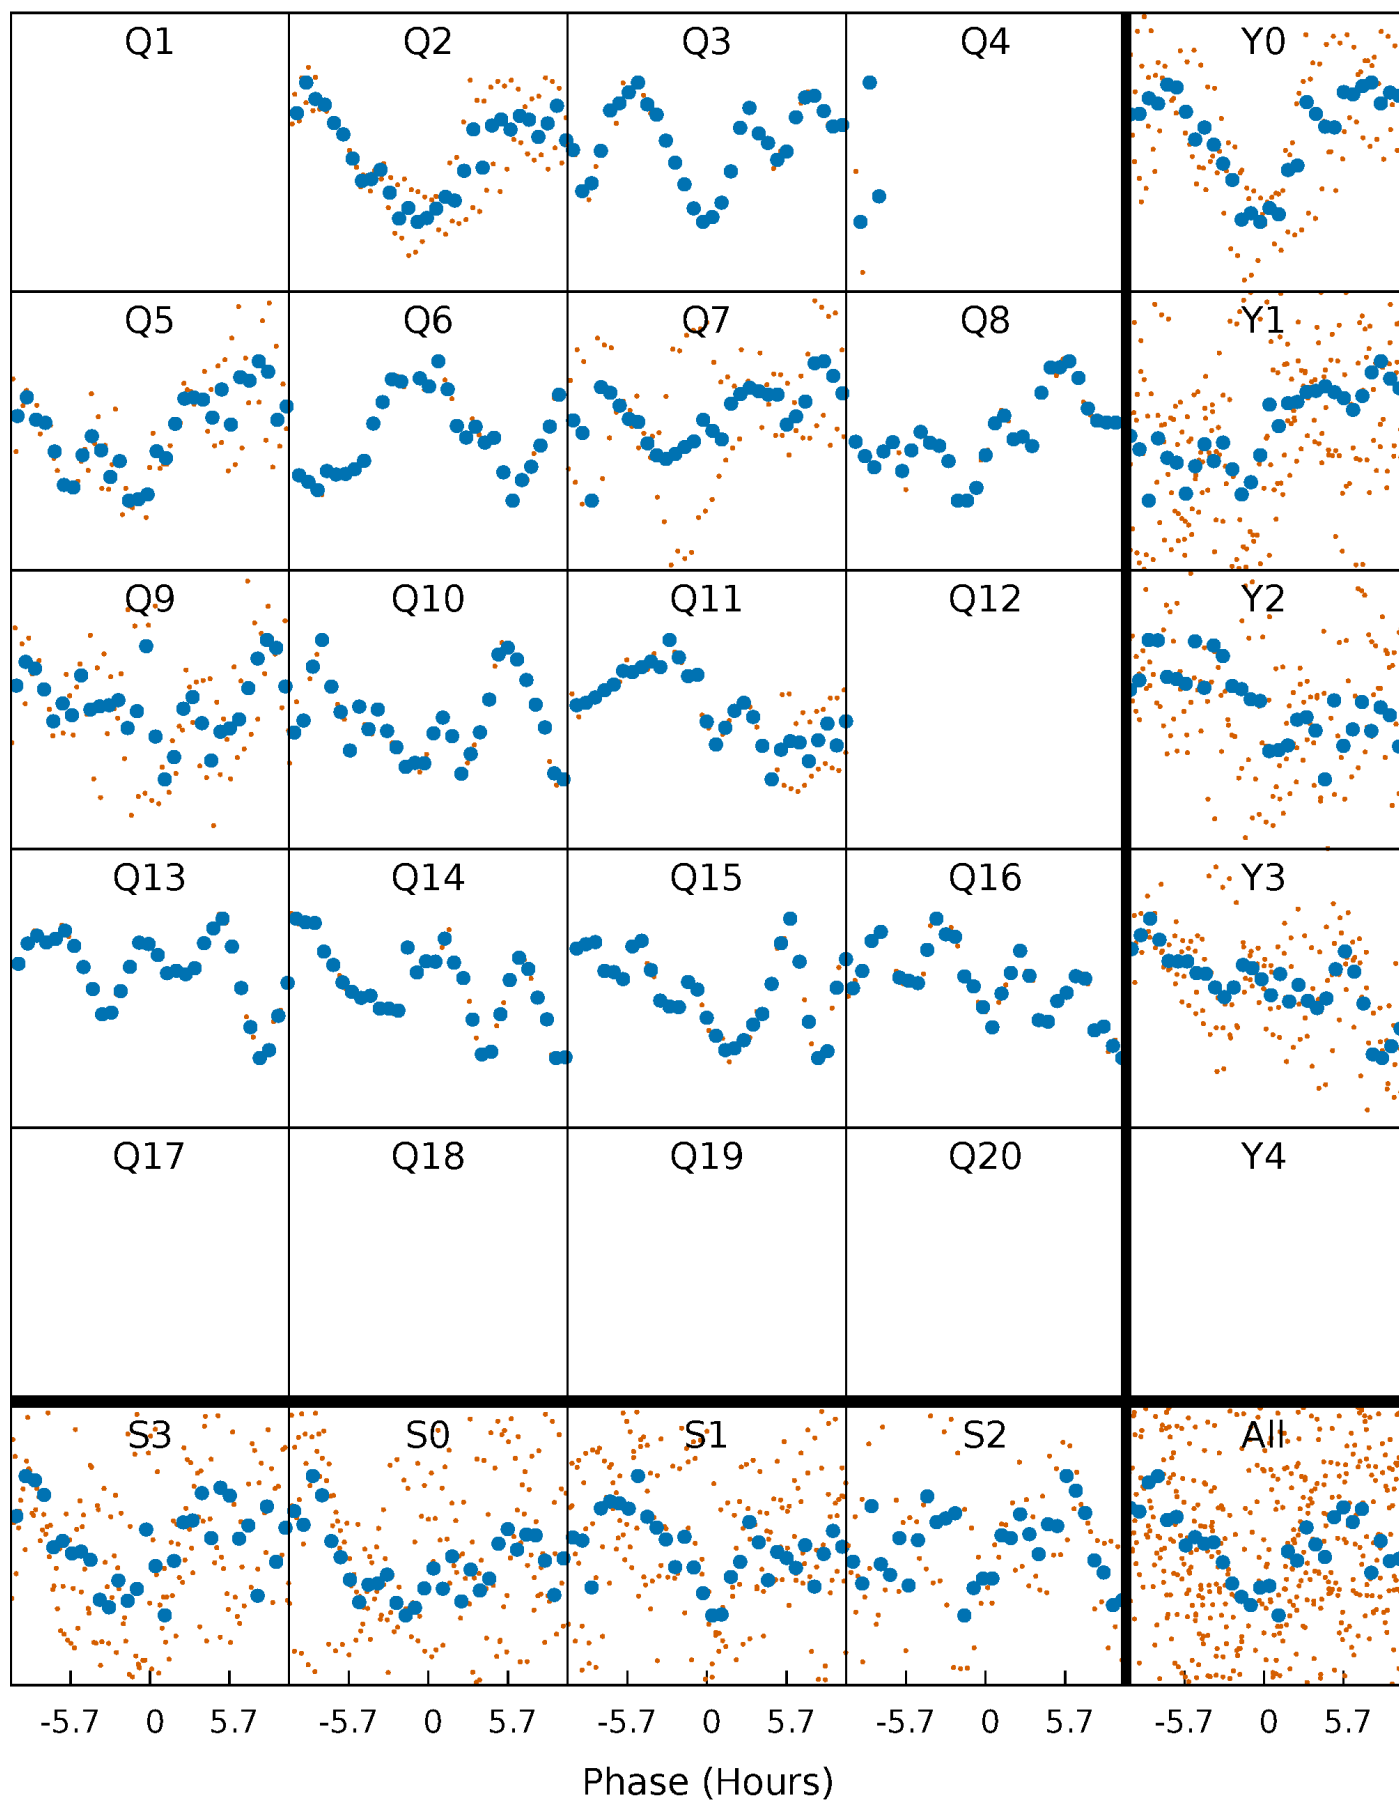 Q1 Q2 Q3 Q4 Y0
Q5 Q6 Q7 Q8 Y1
Q9 Q10 Q11 Q12 Y2
Q13 Q14 Q15 Q16 Y3
Q17 Q18 Q19 Q20 Y4
S3 S0 S1 S2 All
-5.7 0 5.7 -5.7 0 5.7 -5.7 0 5.7 -5.7 0 5.7 -5.7 0 5.7
Phase (Hours)